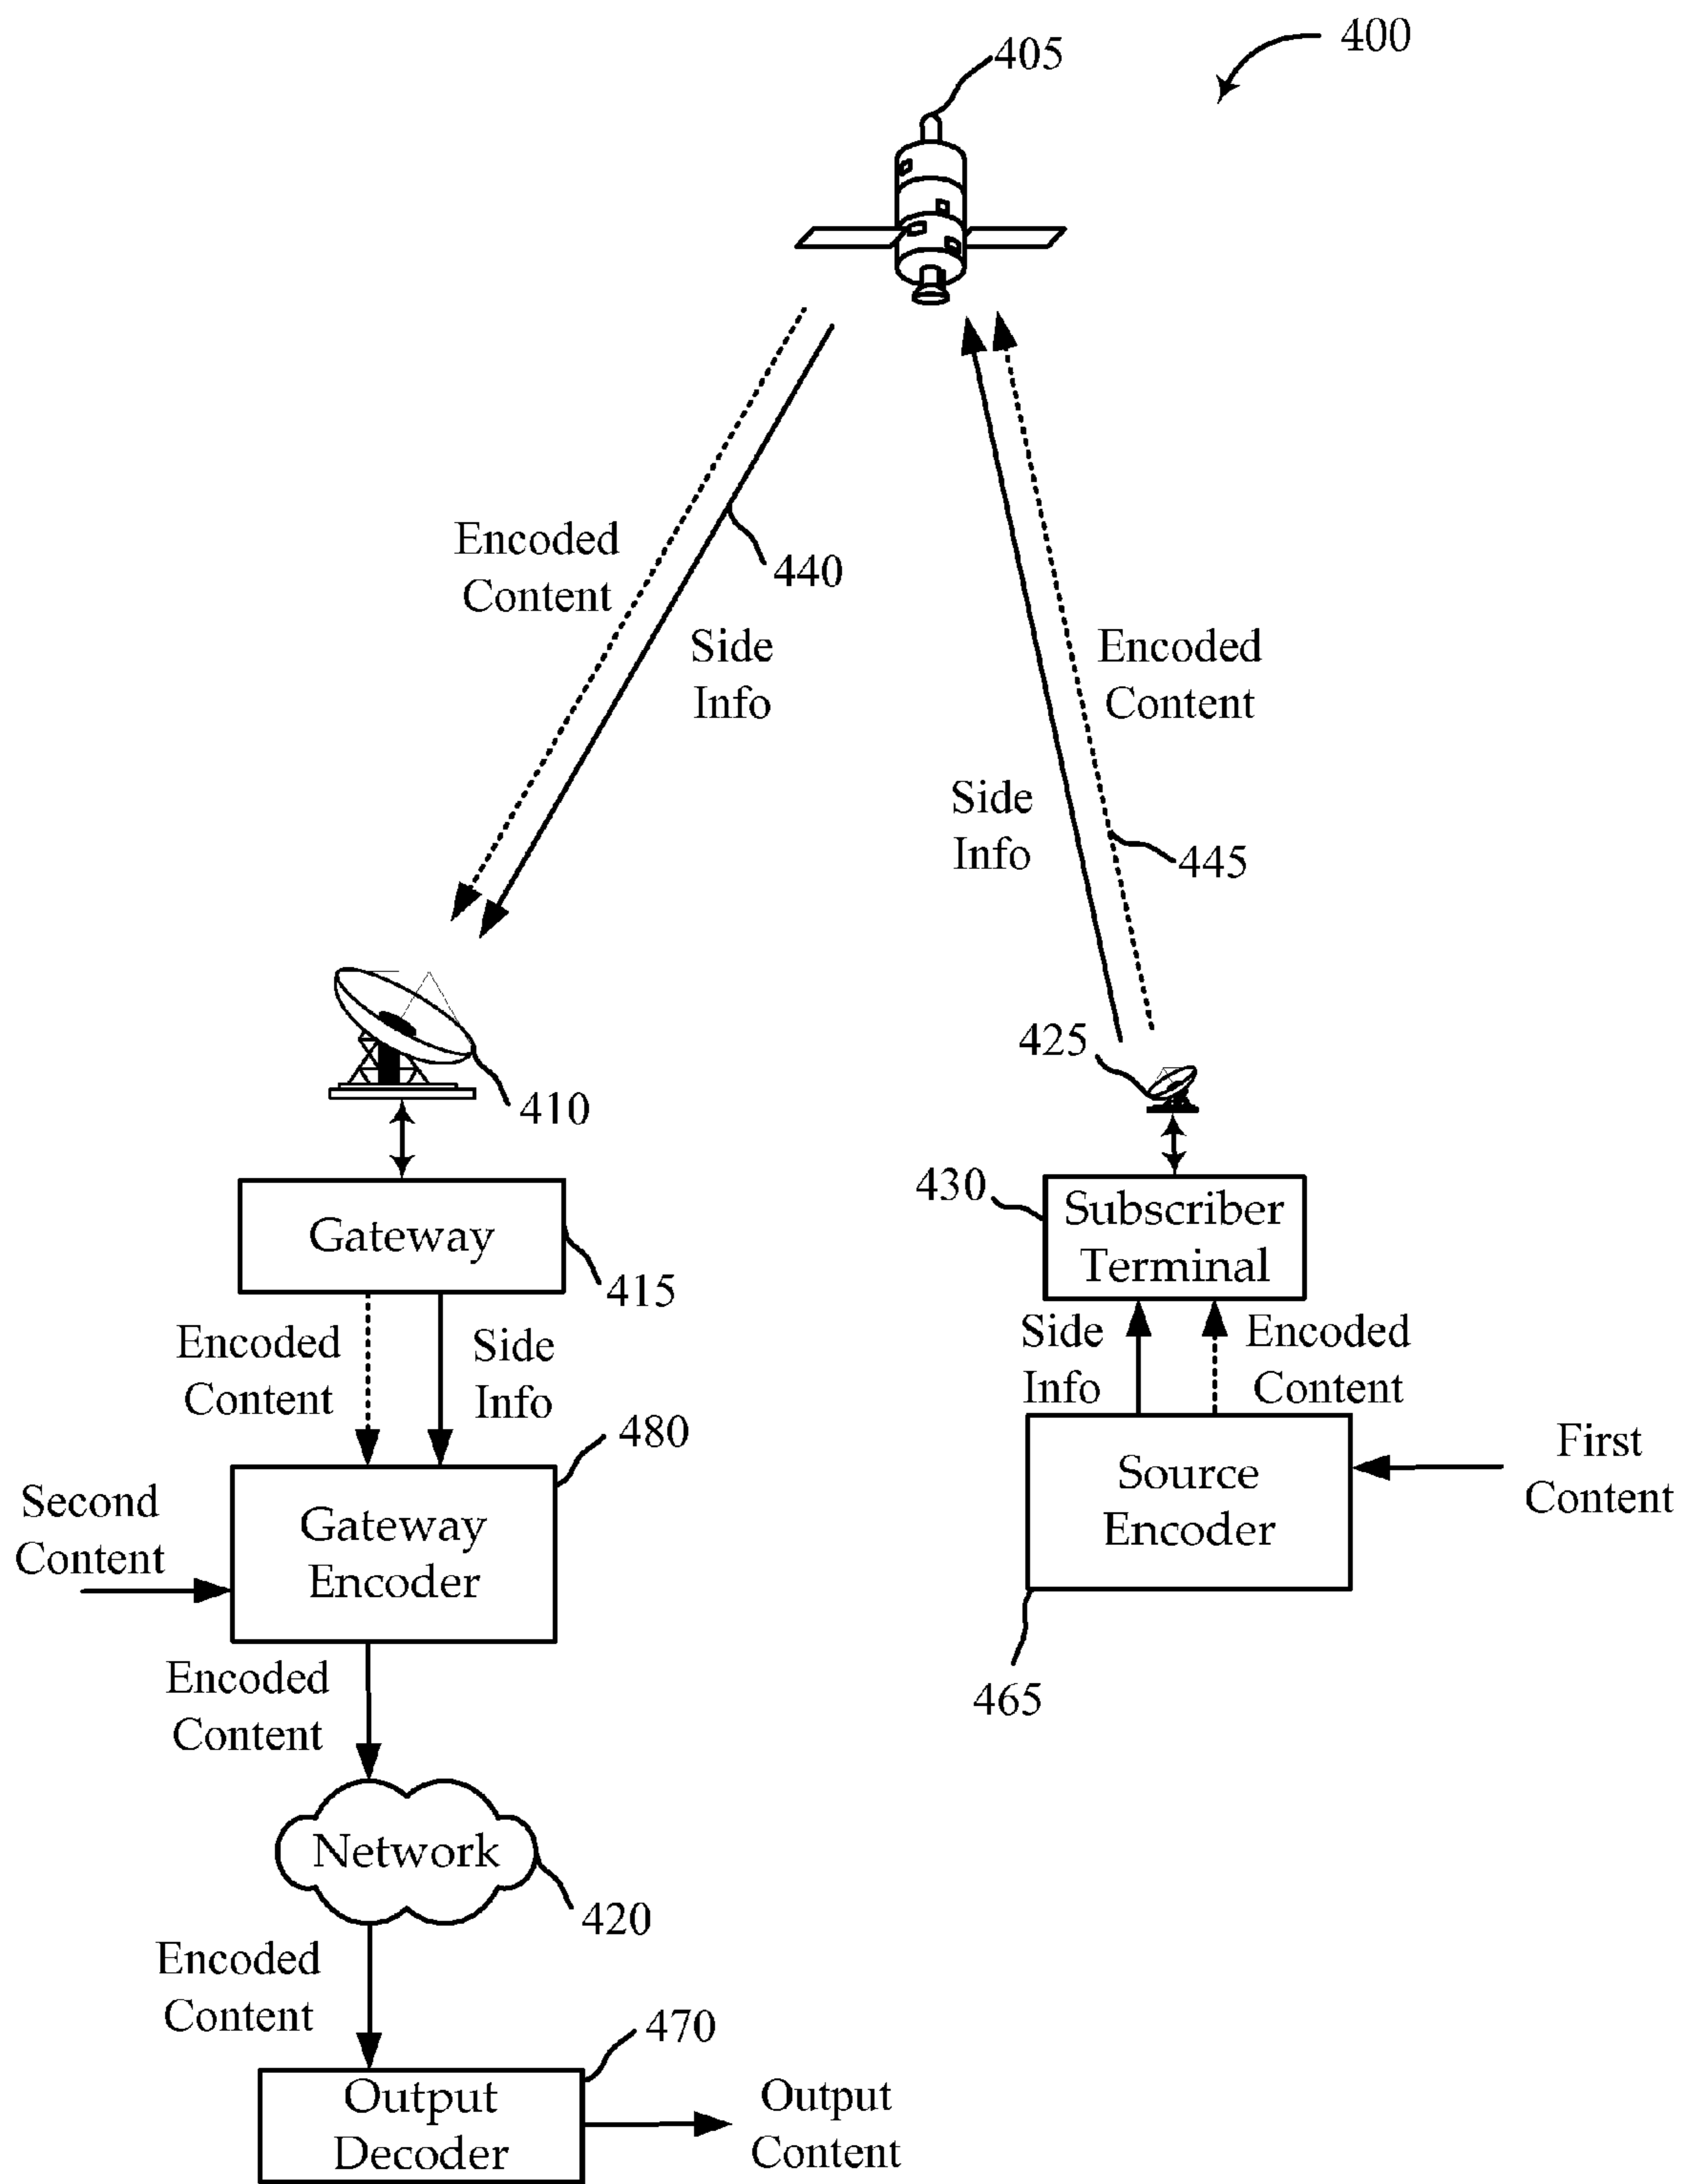 400
405
Encoded
Content
440
Side
Info
Encoded
Content
Side
Info
445
425
410
430
Subscriber
Terminal
Gateway
415
Encoded
Content
Side
Info
Side
Info
Encoded
Content
480
First
Content
Source
Encoder
Second
Content
Gateway
Encoder
465
Encoded
Content
Network
420
Encoded
Content
470
Output
Decoder
Output
Content